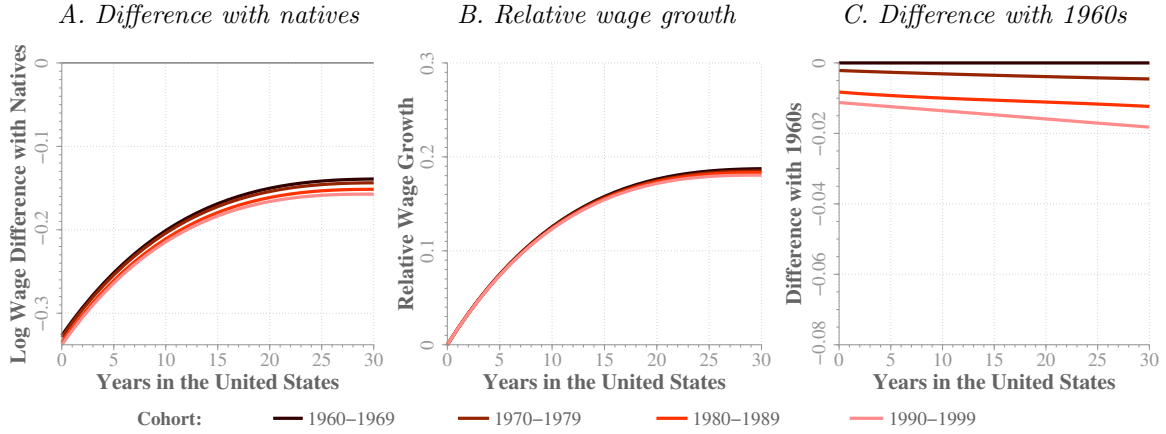 A. Difference with natives
B. Relative wage growth
C. Difference with 1960s
Log Wage Difference with Natives
0
−0.1
−0.2
−0.3
0 5 10 15 20 25 30
Years in the United States
Relative Wage Growth
0.3
0.2
0.1
0
0 5 10 15 20 25 30
Years in the United States
Difference with 1960s
0
−0.02
−0.04
−0.06
−0.08
0 5 10 15 20 25 30
Years in the United States
Cohort: 1960–1969 1970–1979 1980–1989 1990–1999